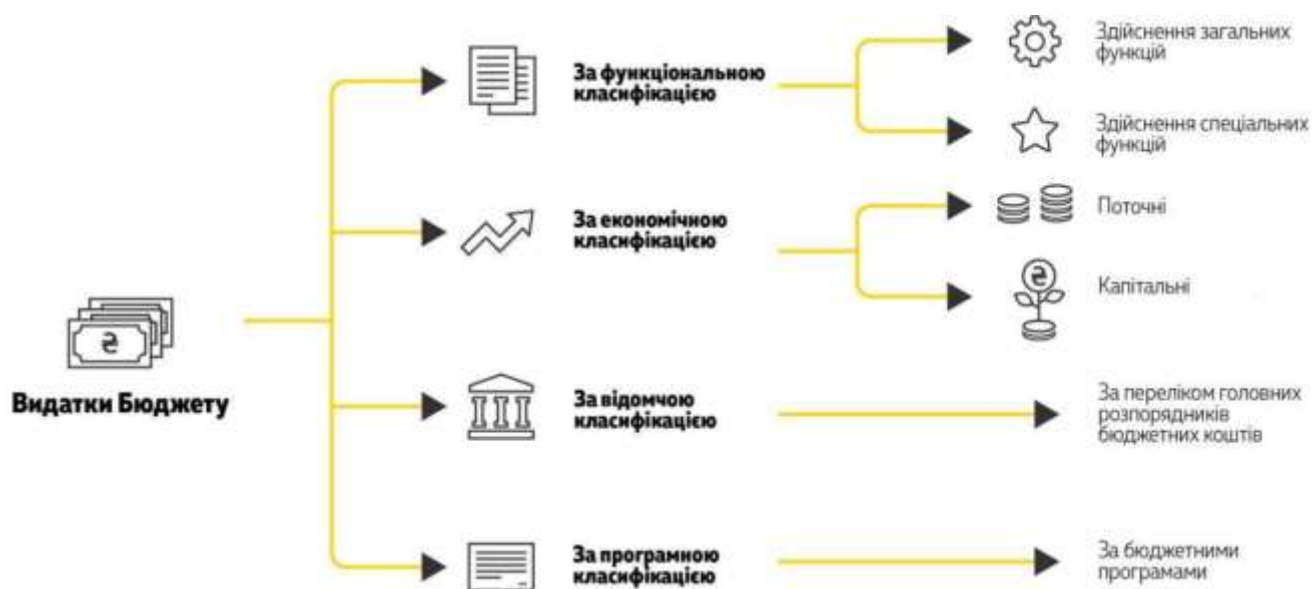 Видатки Бюджету
За функціональною
класифікацією
Здійснення загальних
функцій
Здійснення спеціальних
функцій
За економічною
класифікацією
Поточні
₴
Капітальні
За відомчою
класифікацією
За переліком головних
розпорядників
бюджетних коштів
За програмною
класифікацією
За бюджетними
програмами
₴